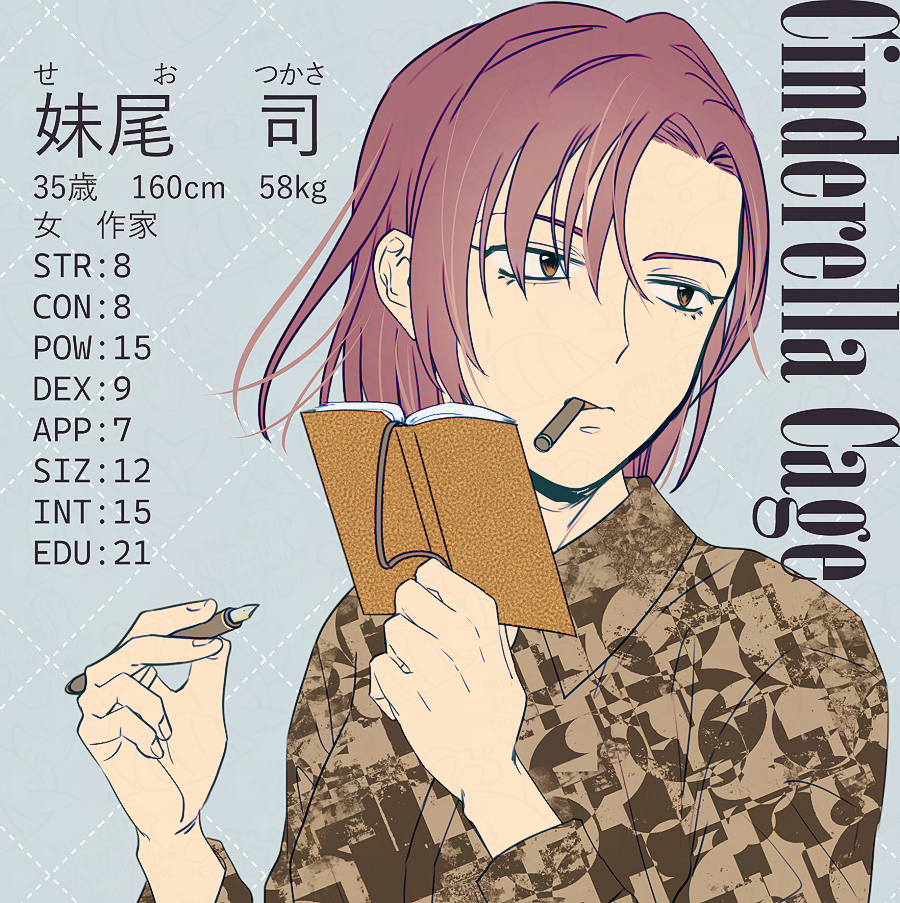 せ お つかさ
妹尾 司
35歳 160cm 58kg
女 作家
STR:8
CON:8
POW:15
DEX:9
APP:7
SIZ:12
INT:15
EDU:21
Cinderella Cage